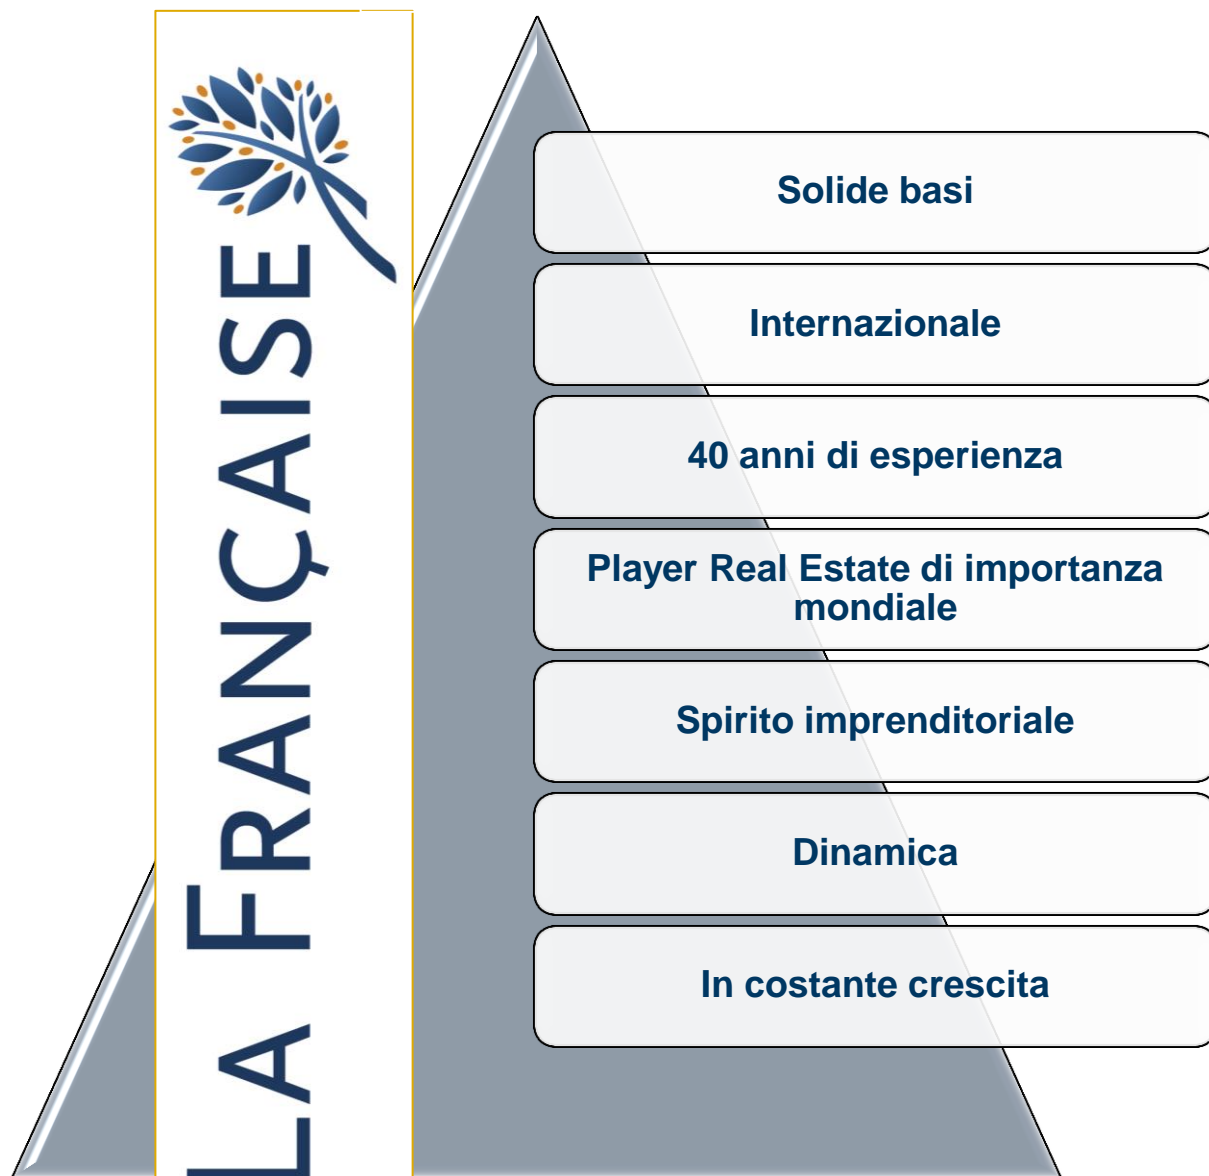 LA FRANÇAISE
Solide basi
Internazionale
40 anni di esperienza
Player Real Estate di importanza
mondiale
Spirito imprenditoriale
Dinamica
In costante crescita